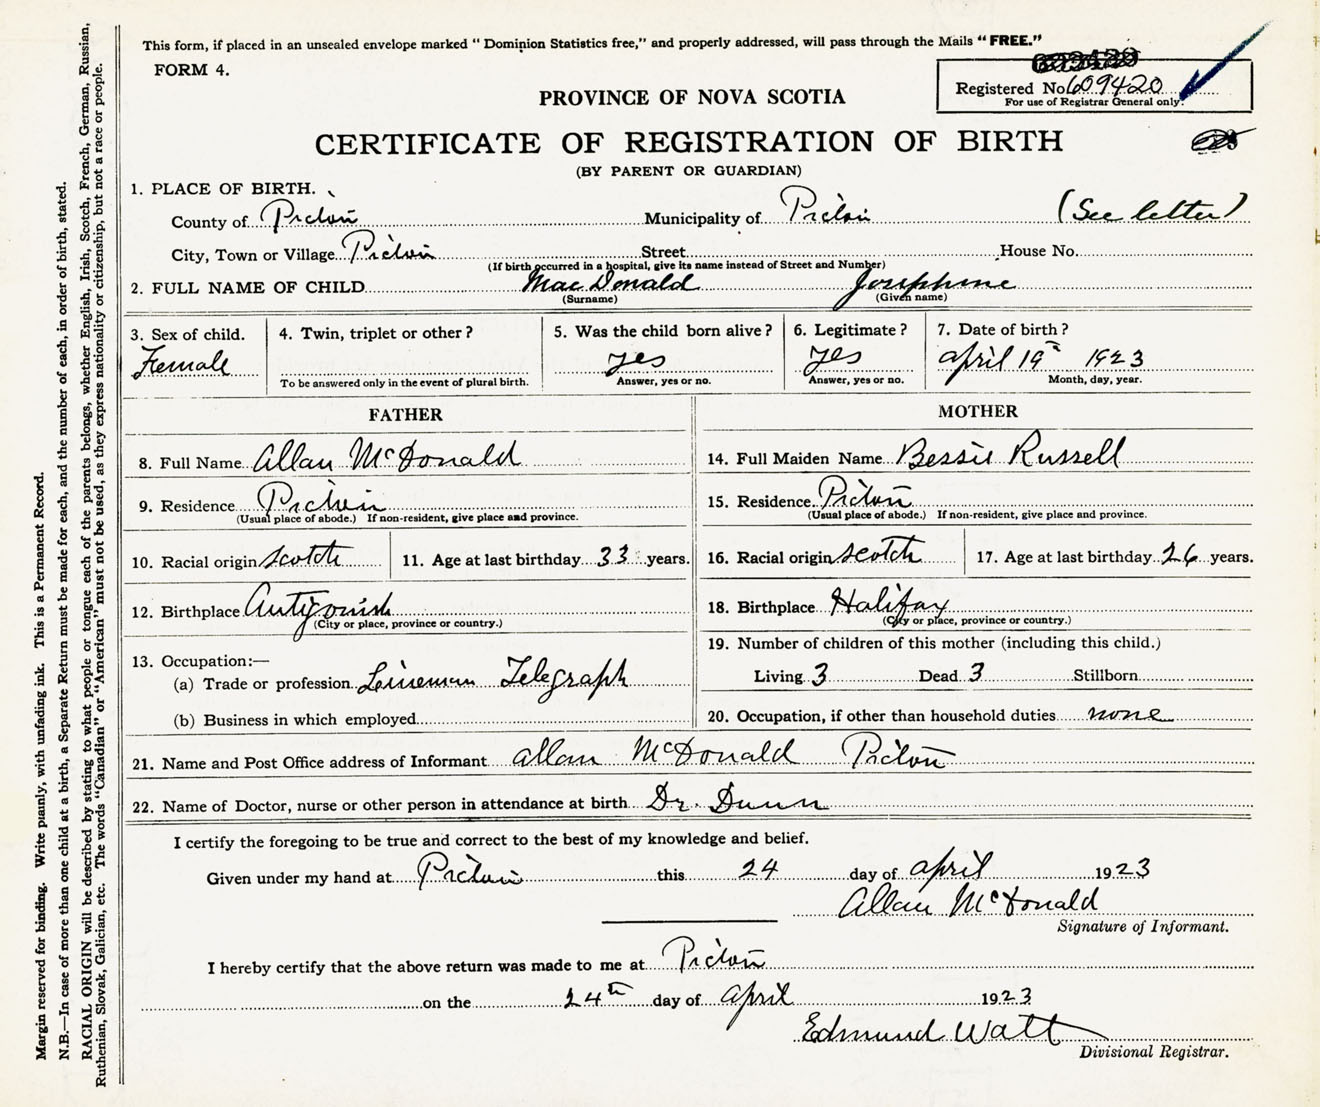 This form, if placed in an unsealed envelope marked "Dominion Statistics free," and properly addressed, will pass through the Mails "FREE."
FORM 4.
Registered No. 609420
For use of Registrar General only.
PROVINCE OF NOVA SCOTIA
CERTIFICATE OF REGISTRATION OF BIRTH
(BY PARENT OR GUARDIAN)
1. PLACE OF BIRTH.
County of Pictou Municipality of Pictou (See letter)
City, Town or Village Pictou Street House No.
(If birth occurred in a hospital, give its name instead of Street and Number)
2. FULL NAME OF CHILD MacDonald Josephine
(Surname) (Given name)
3. Sex of child. 4. Twin, triplet or other? 5. Was the child born alive? 6. Legitimate? 7. Date of birth?
Female yes yes April 19th 1923
To be answered only in the event of plural birth. Answer, yes or no. Answer, yes or no. Month, day, year.
FATHER
8. Full Name Allan McDonald
9. Residence Pictou
(Usual place of abode.) If non-resident, give place and province.
10. Racial origin Scotch 11. Age at last birthday 33 years.
12. Birthplace Antigonish
(City or place, province or country.)
13. Occupation:—
(a) Trade or profession Lineman Telegraph
(b) Business in which employed
MOTHER
14. Full Maiden Name Bessie Russell
15. Residence Pictou
(Usual place of abode.) If non-resident, give place and province.
16. Racial origin Scotch 17. Age at last birthday 26 years.
18. Birthplace Halifax
(City or place, province or country.)
19. Number of children of this mother (including this child.)
Living 3 Dead 3 Stillborn
20. Occupation, if other than household duties none
21. Name and Post Office address of Informant Allan McDonald Pictou
22. Name of Doctor, nurse or other person in attendance at birth Dr. Dunn
I certify the foregoing to be true and correct to the best of my knowledge and belief.
Given under my hand at Pictou this 24 day of April 1923
Allan McDonald
Signature of Informant.
I hereby certify that the above return was made to me at Pictou
on the 24th day of April 1923
Edmund Watt
Divisional Registrar.
Margin reserved for binding. Write plainly, with unfading ink. This is a Permanent Record.
N.B.—In case of more than one child at a birth, a Separate Return must be made for each, and the number of each, in order of birth, stated.
RACIAL ORIGIN will be described by stating to what people or tongue each of the parents belongs, whether English, Irish, Scotch, French, German, Russian,
Ruthenian, Slovak, Galician, etc. The words "Canadian" or "American" must not be used, as they express nationality or citizenship, but not a race or people.